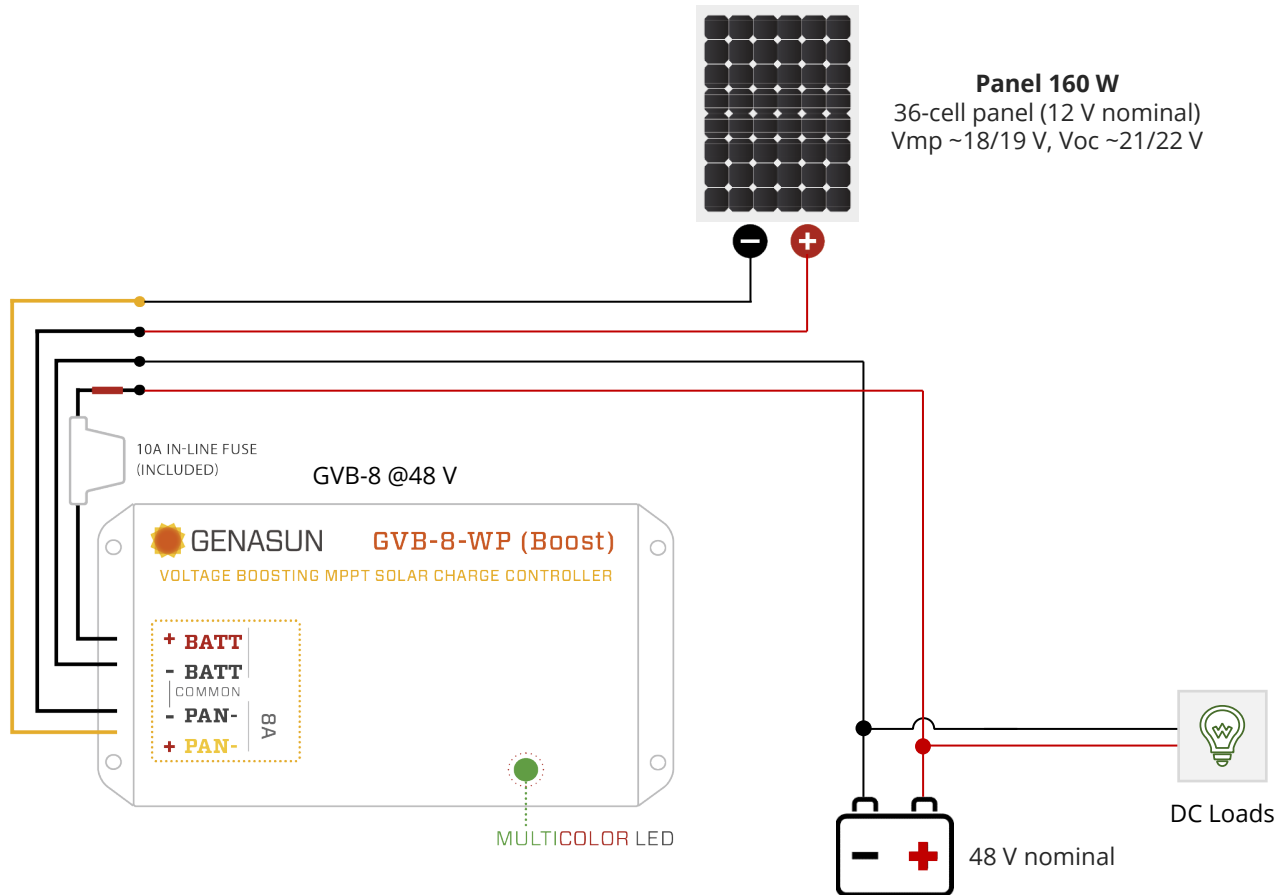 Panel 160 W
36-cell panel (12 V nominal)
Vmp ~18/19 V, Voc ~21/22 V
10A IN-LINE FUSE
(INCLUDED)
GVB-8 @48 V
GENASUN
GVB-8-WP (Boost)
VOLTAGE BOOSTING MPPT SOLAR CHARGE CONTROLLER
+ BATT
- BATT
COMMON
- PAN-
+ PAN-
8A
MULTICOLOR LED
DC Loads
48 V nominal